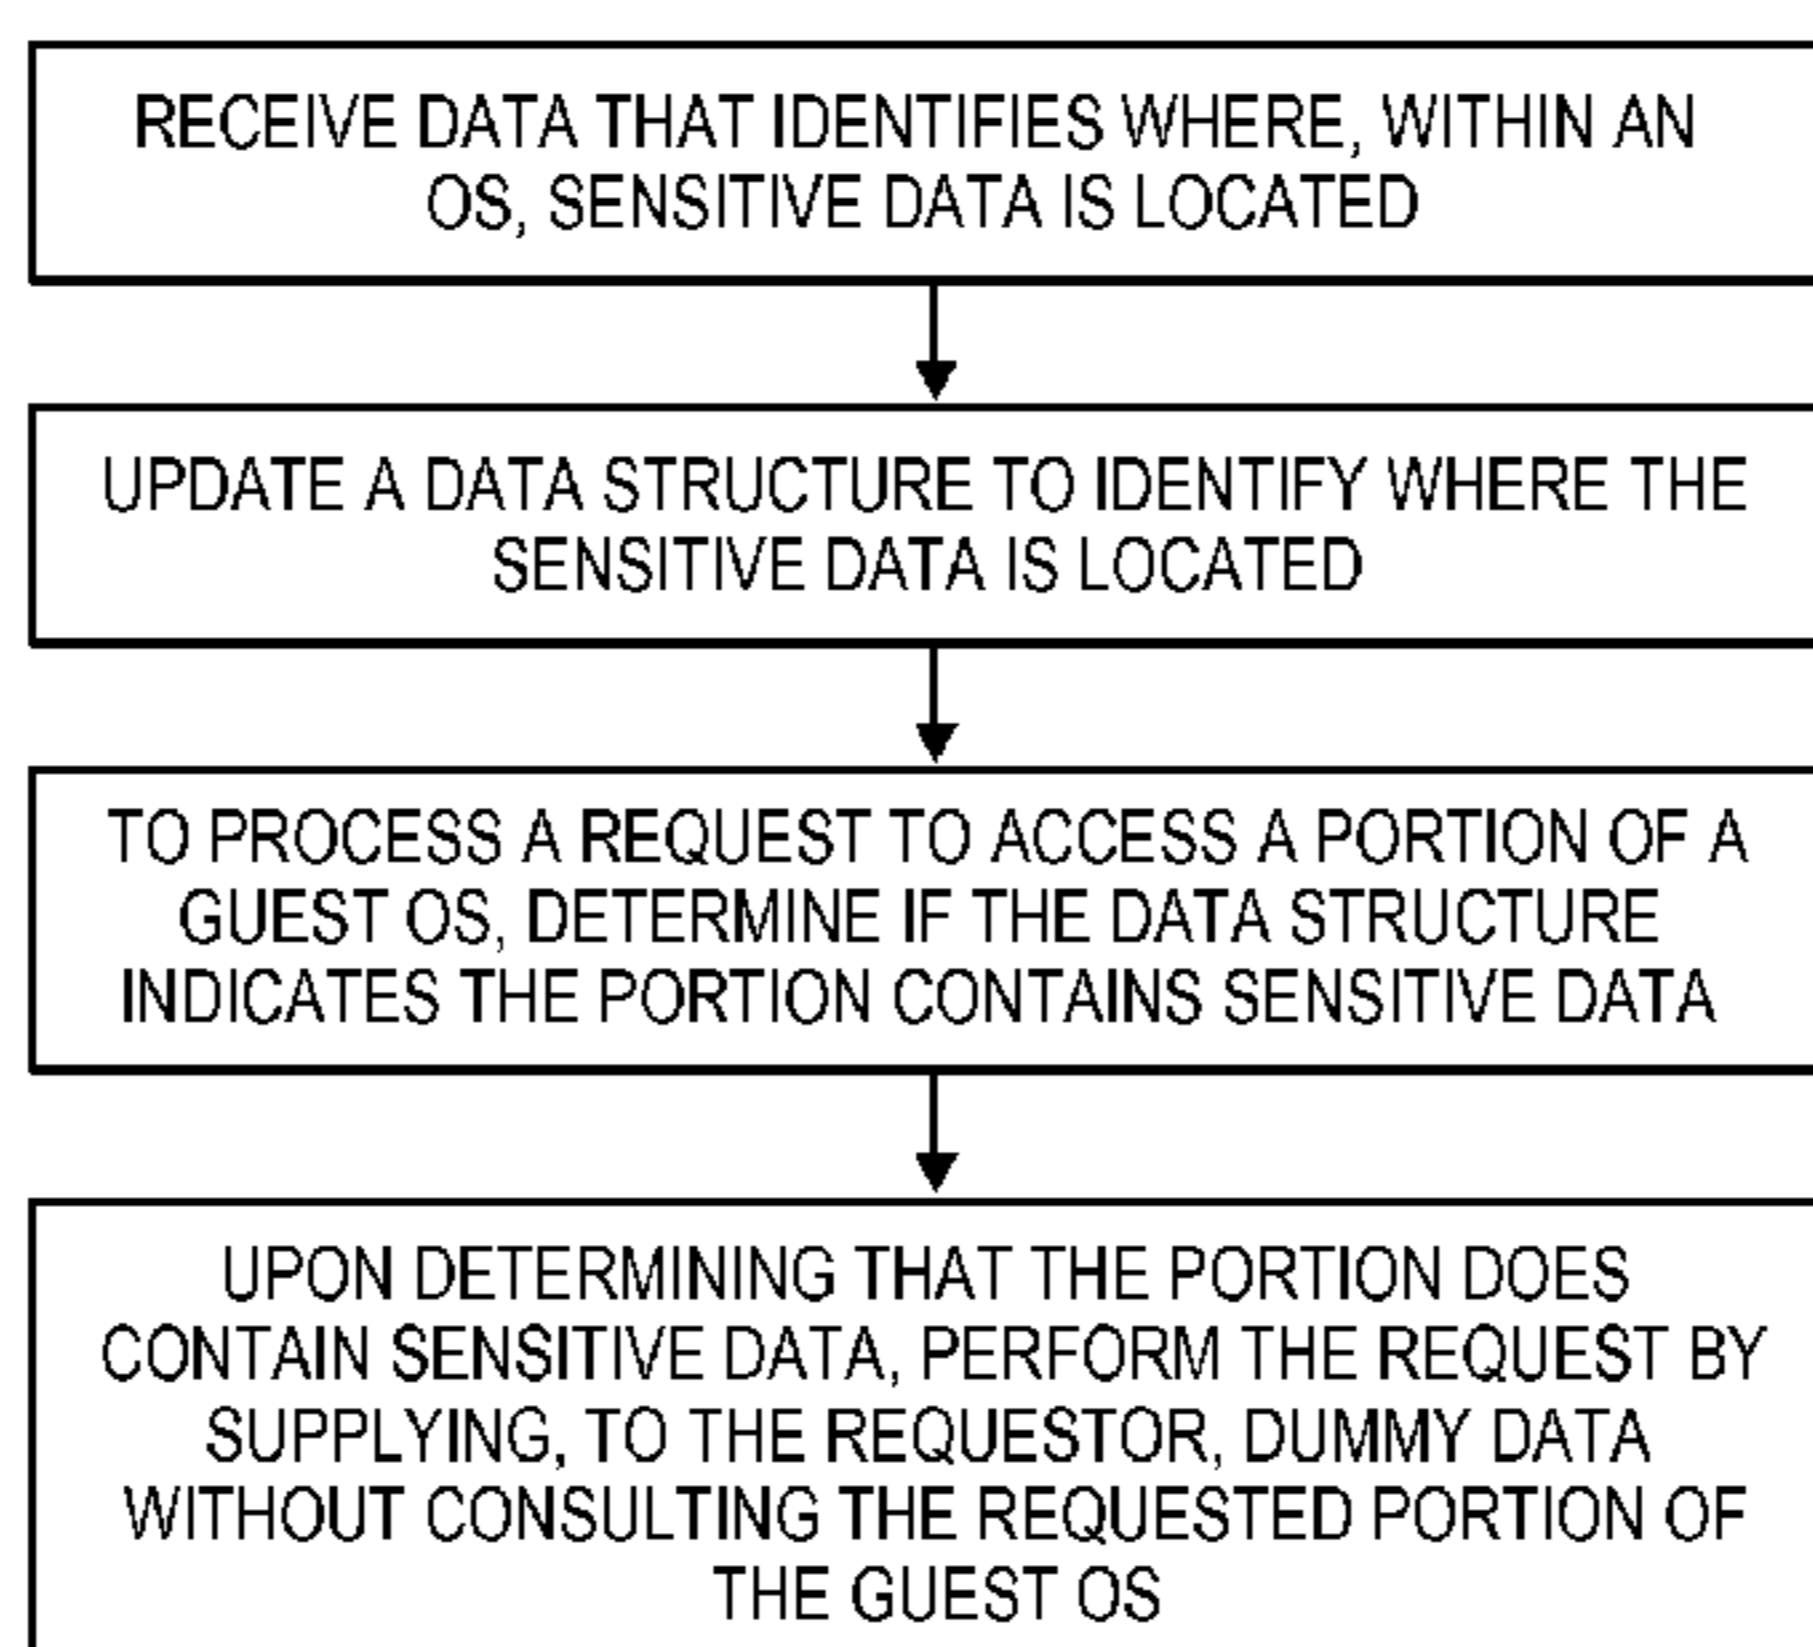 RECEIVE DATA THAT IDENTIFIES WHERE, WITHIN AN
OS, SENSITIVE DATA IS LOCATED
UPDATE A DATA STRUCTURE TO IDENTIFY WHERE THE
SENSITIVE DATA IS LOCATED
TO PROCESS A REQUEST TO ACCESS A PORTION OF A
GUEST OS, DETERMINE IF THE DATA STRUCTURE
INDICATES THE PORTION CONTAINS SENSITIVE DATA
UPON DETERMINING THAT THE PORTION DOES
CONTAIN SENSITIVE DATA, PERFORM THE REQUEST BY
SUPPLYING, TO THE REQUESTOR, DUMMY DATA
WITHOUT CONSULTING THE REQUESTED PORTION OF
THE GUEST OS